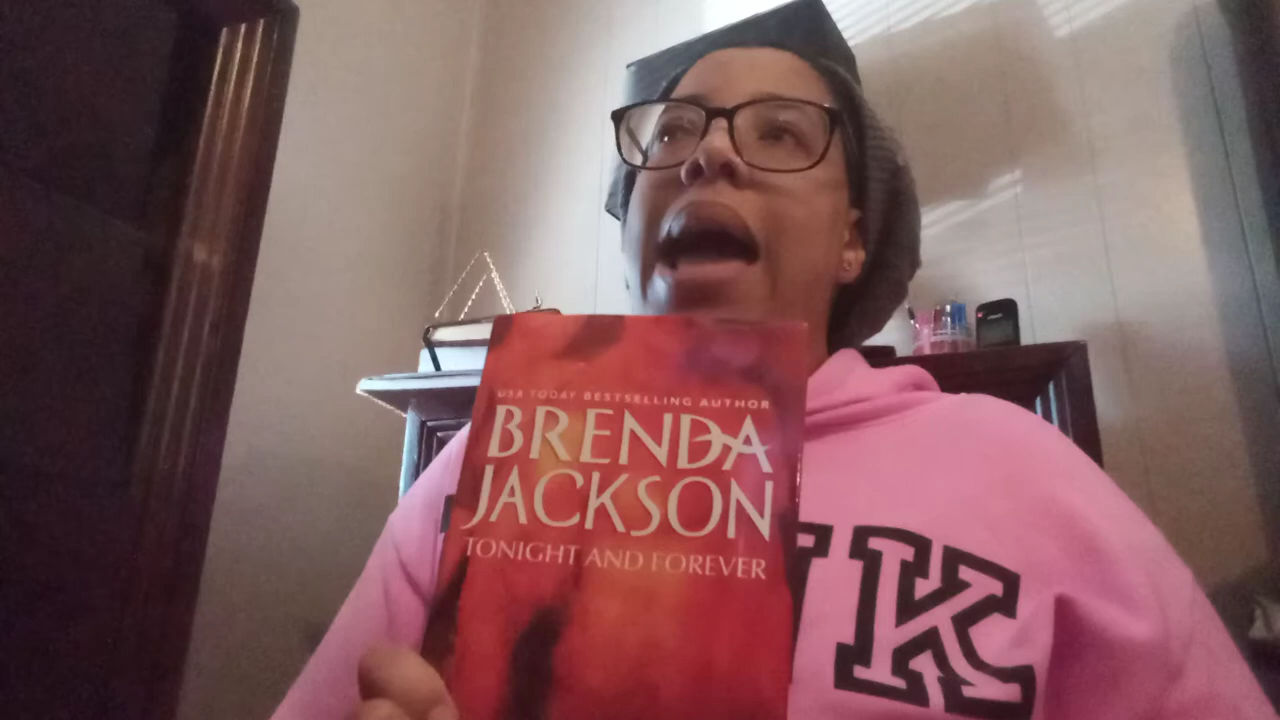 USA TODAY BESTSELLING AUTHOR
BRENDA
JACKSON
TONIGHT AND FOREVER
K